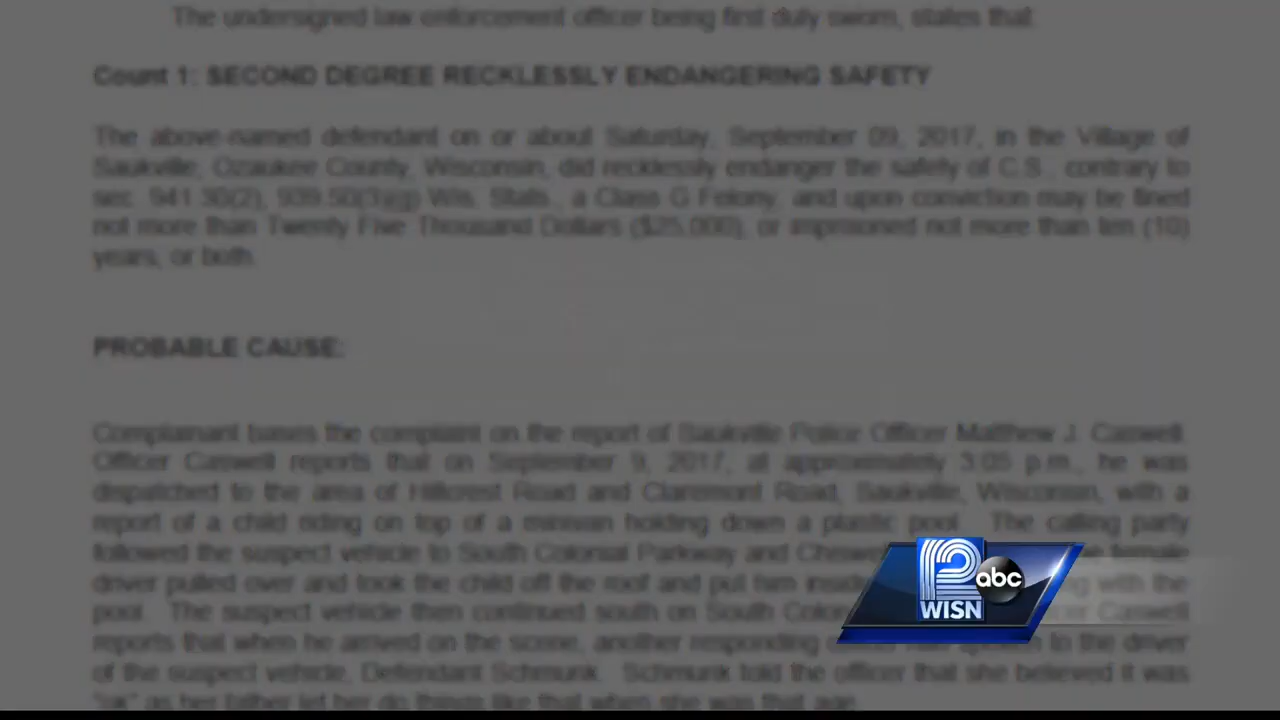 The undersigned law enforcement officer being first duly sworn, states that:
Count 1: SECOND DEGREE RECKLESSLY ENDANGERING SAFETY
The above-named defendant on or about Saturday, September 09, 2017, in the Village of
Saukville, Ozaukee County, Wisconsin, did recklessly endanger the safety of C.S., contrary to
sec. 941.30(2), 939.50(3)(g) Wis. Stats., a Class G Felony, and upon conviction may be fined
not more than Twenty Five Thousand Dollars ($25,000), or imprisoned not more than ten (10)
years, or both.
PROBABLE CAUSE:
Complainant bases the complaint on the report of Saukville Police Officer Matthew J. Caswell.
Officer Caswell reports that on September 9, 2017, at approximately 3:05 p.m., he was
dispatched to the area of Hillcrest Road and Claremont Road, Saukville, Wisconsin, with a
report of a child riding on top of a minivan holding down a plastic pool. The calling party
followed the suspect vehicle to South Colonial Parkway and female
driver pulled over and took the child off the roof and put him with the
pool. The suspect vehicle then continued south on South Caswell
reports that when he arrived on the scene, another responding to the driver
of the suspect vehicle, Defendant Schmunk. Schmunk told the officer that she believed it was
"ok" as her father let her do things like that when she was that age.
12 abc
WISN